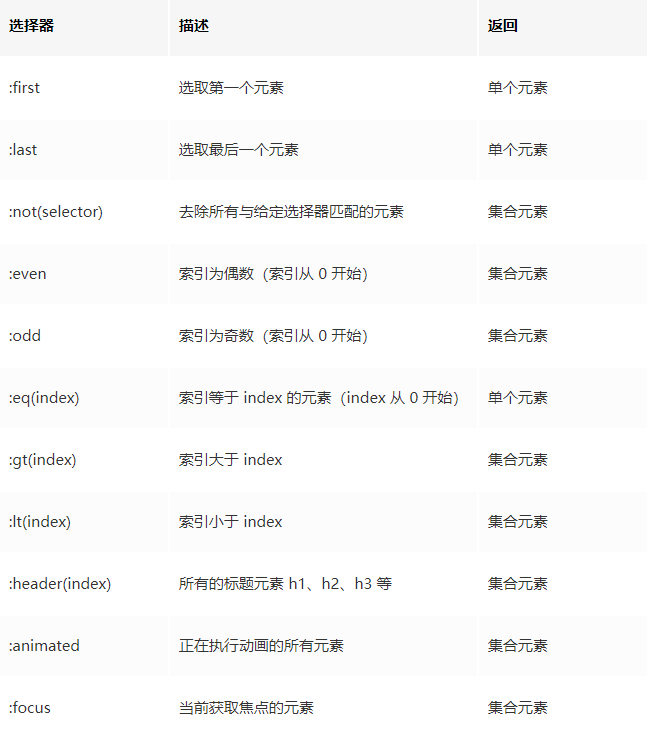 选择器 描述 返回
:first 选取第一个元素 单个元素
:last 选取最后一个元素 单个元素
:not(selector) 去除所有与给定选择器匹配的元素 集合元素
:even 索引为偶数（索引从 0 开始） 集合元素
:odd 索引为奇数（索引从 0 开始） 集合元素
:eq(index) 索引等于 index 的元素（index 从 0 开始） 单个元素
:gt(index) 索引大于 index 集合元素
:lt(index) 索引小于 index 集合元素
:header(index) 所有的标题元素 h1、h2、h3 等 集合元素
:animated 正在执行动画的所有元素 集合元素
:focus 当前获取焦点的元素 集合元素